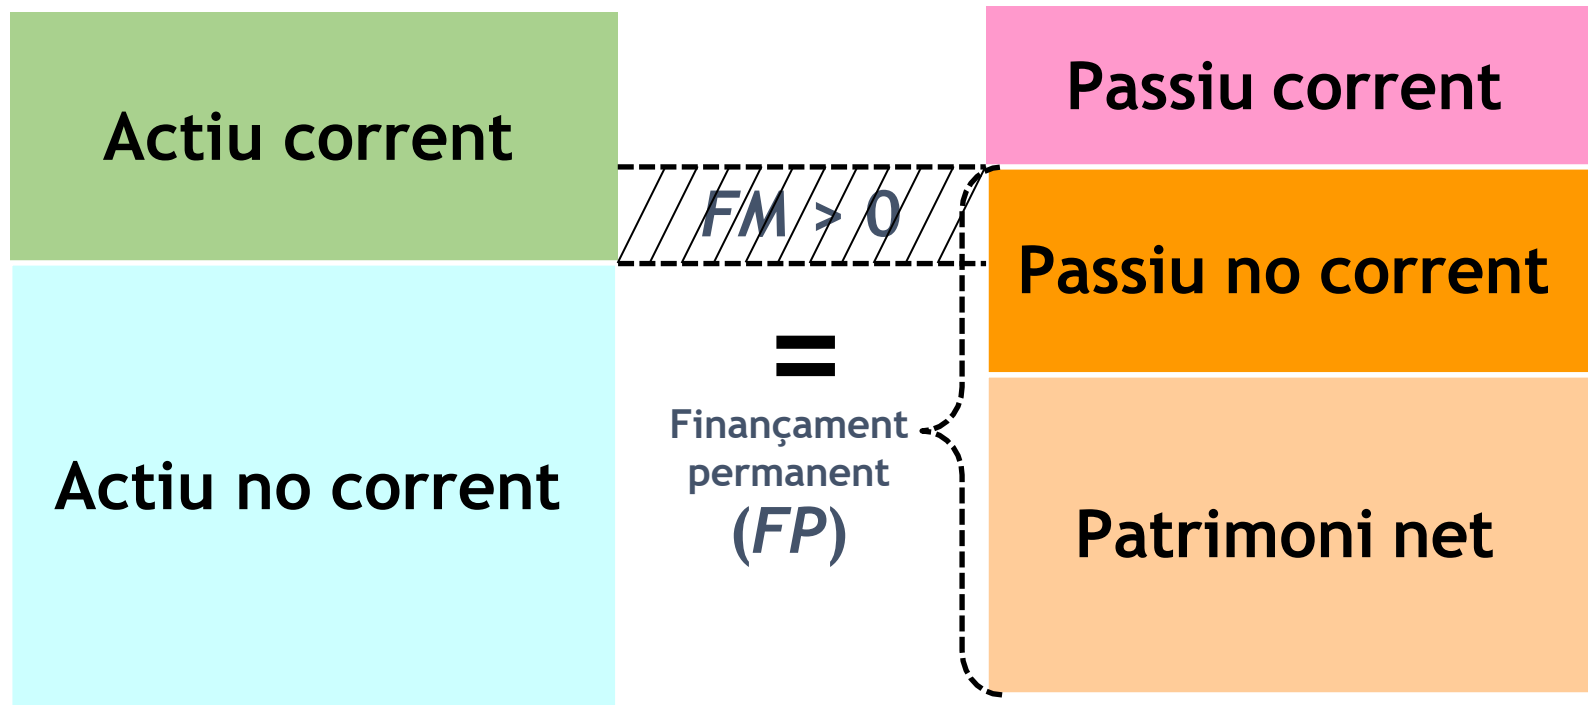 Actiu corrent
Actiu no corrent
FM > 0
=
Finançament
permanent
(FP)
Passiu corrent
Passiu no corrent
Patrimoni net